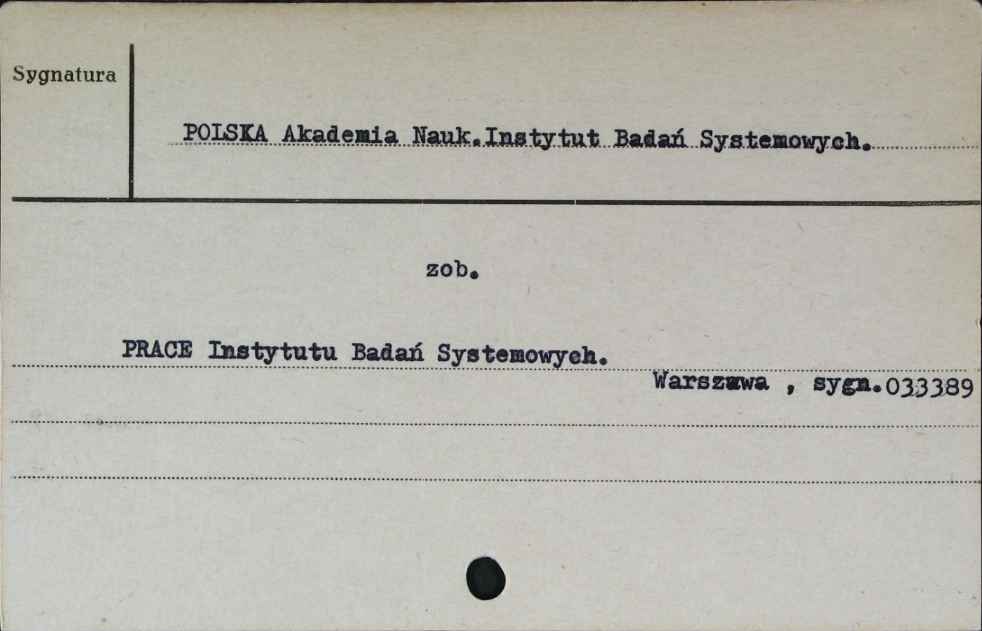 Sygnatura
POLSKA Akademia Nauk.Instytut Badań Systemowych.
zob.
PRACE Instytutu Badań Systemowych.
Warszawa , sygn.033389